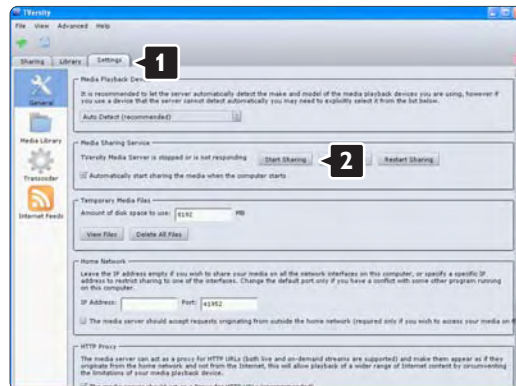 TVersity
File View Advanced Help
Sharing Library Settings
1
General
Media Library
Transcoder
Internet Feeds
Media Playback Devi
It is recommended to let the server automatically detect the make and model of the media playback devices you are using, however if
you use a device that the server cannot detect automatically you may need to explicitly select it from the list below.
Auto Detect (recommended)
Media Sharing Service
TVersity Media Server is stopped or is not responding Start Sharing 2 Restart Sharing
Automatically start sharing the media when the computer starts
Temporary Media Files
Amount of disk space to use: 8192 MB
View Files Delete All Files
Home Network
Leave the IP address empty if you wish to share your media on all the network interfaces on this computer, or specify a specific IP
address to restrict sharing to one of the interfaces. Change the default port only if you have a conflict with some other program running
on this computer.
IP Address: Port: 41952
The media server should accept requests originating from outside the home network (required only if you wish to access your media on t
HTTP Proxy
The media server can act as a proxy for HTTP URLs (both live and on-demand streams are supported) and make them appear as if they
originate from the home network and not from the Internet, this will allow playback of a wider range of Internet content by circumventing
the limitations of your media playback device.